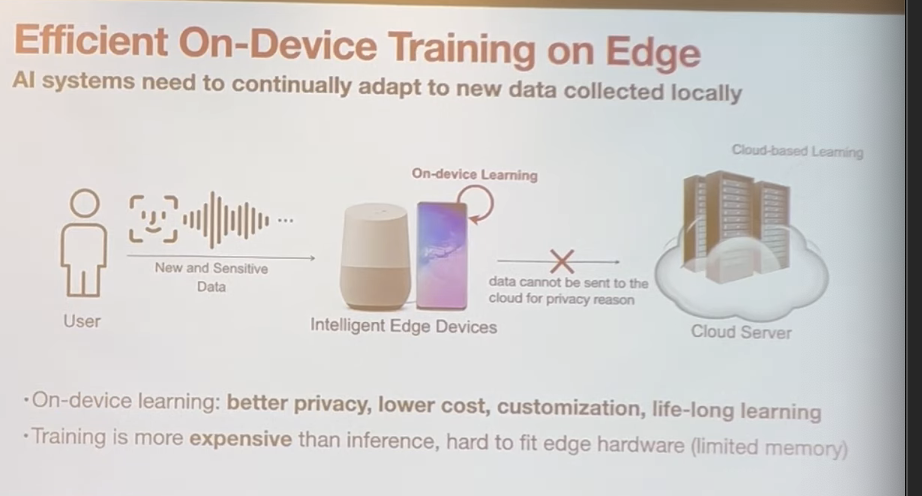 Efficient On-Device Training on Edge
AI systems need to continually adapt to new data collected locally
Cloud-based Learning
On-device Learning
...
New and Sensitive
Data
data cannot be sent to the
cloud for privacy reason
User
Intelligent Edge Devices
Cloud Server
·On-device learning: better privacy, lower cost, customization, life-long learning
·Training is more expensive than inference, hard to fit edge hardware (limited memory)